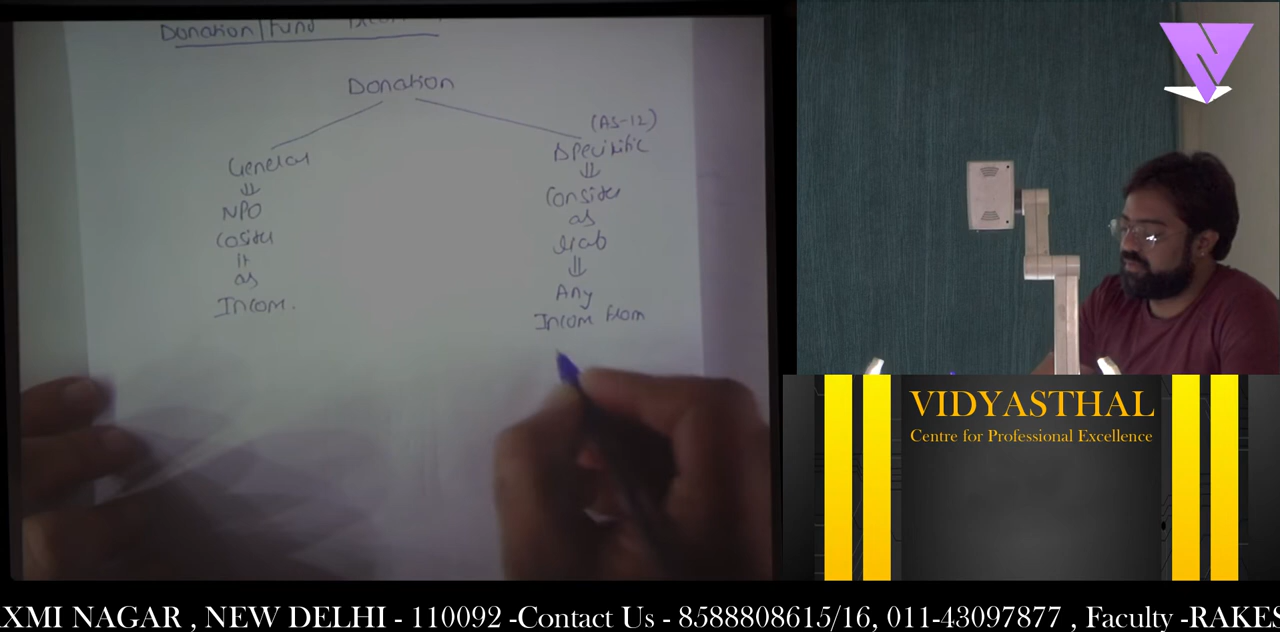 Donation/Fund
Donation
(AS-12)
General
Specific
NPO
Cosider
it
as
Incom.
Consider
as
Liab
Any
Incom from
VIDYASTHAL
Centre for Professional Excellence
AXMI NAGAR , NEW DELHI - 110092 -Contact Us - 8588808615/16, 011-43097877 , Faculty -RAKES